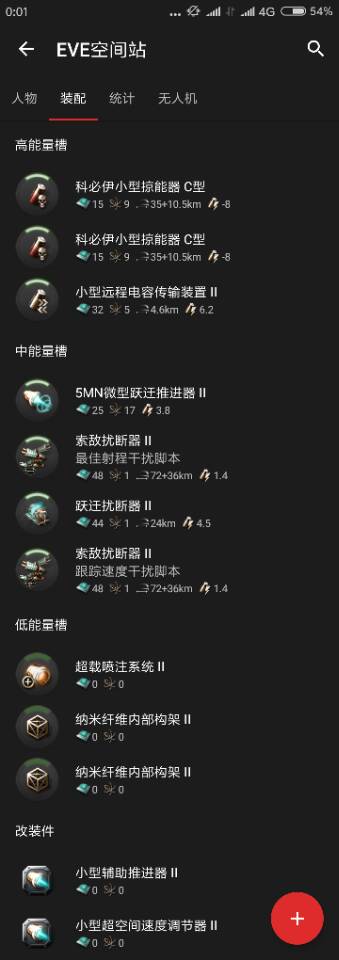 0:01
4G
54%
EVE空间站
人物
装配
统计
无人机
高能量槽
科必伊小型掠能器 C型
15 9 35+10.5km -8
科必伊小型掠能器 C型
15 9 35+10.5km -8
小型远程电容传输装置 II
32 5 4.6km 6.2
中能量槽
5MN微型跃迁推进器 II
25 17 3.8
索敌扰断器 II
最佳射程干扰脚本
48 1 72+36km 1.4
跃迁扰断器 II
44 1 24km 4.5
索敌扰断器 II
跟踪速度干扰脚本
48 1 72+36km 1.4
低能量槽
超载喷注系统 II
0 0
纳米纤维内部构架 II
0 0
纳米纤维内部构架 II
0 0
改装件
小型辅助推进器 II
0 0
小型超空间速度调节器 II
0 0